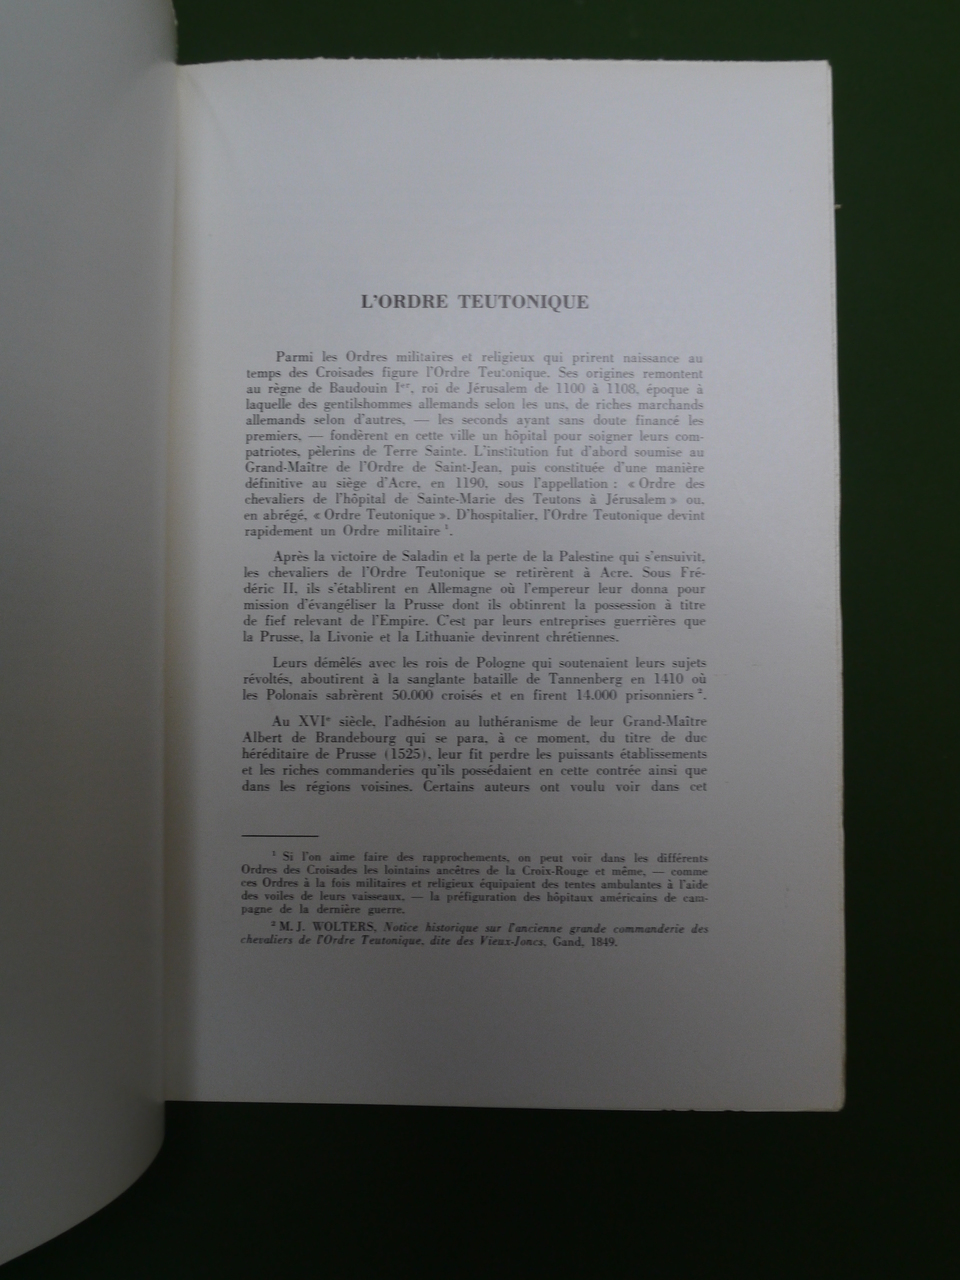 L'ORDRE TEUTONIQUE
Parmi les Ordres militaires et religieux qui prirent naissance au
temps des Croisades figure l'Ordre Teutonique. Ses origines remontent
au règne de Baudouin Iᵉʳ, roi de Jérusalem de 1100 à 1108, époque à
laquelle des gentilshommes allemands selon les uns, de riches marchands
allemands selon d'autres, — les seconds ayant sans doute financé les
premiers, — fondèrent en cette ville un hôpital pour soigner leurs com-
patriotes, pèlerins de Terre Sainte. L'institution fut d'abord soumise au
Grand-Maître de l'Ordre de Saint-Jean, puis constituée d'une manière
définitive au siège d'Acre, en 1190, sous l'appellation : « Ordre des
chevaliers de l'hôpital de Sainte-Marie des Teutons à Jérusalem » ou,
en abrégé, « Ordre Teutonique ». D'hospitalier, l'Ordre Teutonique devint
rapidement un Ordre militaire ¹.
Après la victoire de Saladin et la perte de la Palestine qui s'ensuivit,
les chevaliers de l'Ordre Teutonique se retirèrent à Acre. Sous Fré-
déric II, ils s'établirent en Allemagne où l'empereur leur donna pour
mission d'évangéliser la Prusse dont ils obtinrent la possession à titre
de fief relevant de l'Empire. C'est par leurs entreprises guerrières que
la Prusse, la Livonie et la Lithuanie devinrent chrétiennes.
Leurs démêlés avec les rois de Pologne qui soutenaient leurs sujets
révoltés, aboutirent à la sanglante bataille de Tannenberg en 1410 où
les Polonais sabrèrent 50.000 croisés et en firent 14.000 prisonniers ².
Au XVIᵉ siècle, l'adhésion au luthéranisme de leur Grand-Maître
Albert de Brandebourg qui se para, à ce moment, du titre de duc
héréditaire de Prusse (1525), leur fit perdre les puissants établissements
et les riches commanderies qu'ils possédaient en cette contrée ainsi que
dans les régions voisines. Certains auteurs ont voulu voir dans cet
¹ Si l'on aime faire des rapprochements, on peut voir dans les différents
Ordres des Croisades les lointains ancêtres de la Croix-Rouge et même, — comme
ces Ordres à la fois militaires et religieux équipaient des tentes ambulantes à l'aide
des voiles de leurs vaisseaux, — la préfiguration des hôpitaux américains de cam-
pagne de la dernière guerre.
² M. J. WOLTERS, Notice historique sur l'ancienne grande commanderie des
chevaliers de l'Ordre Teutonique, dite des Vieux-Joncs, Gand, 1849.